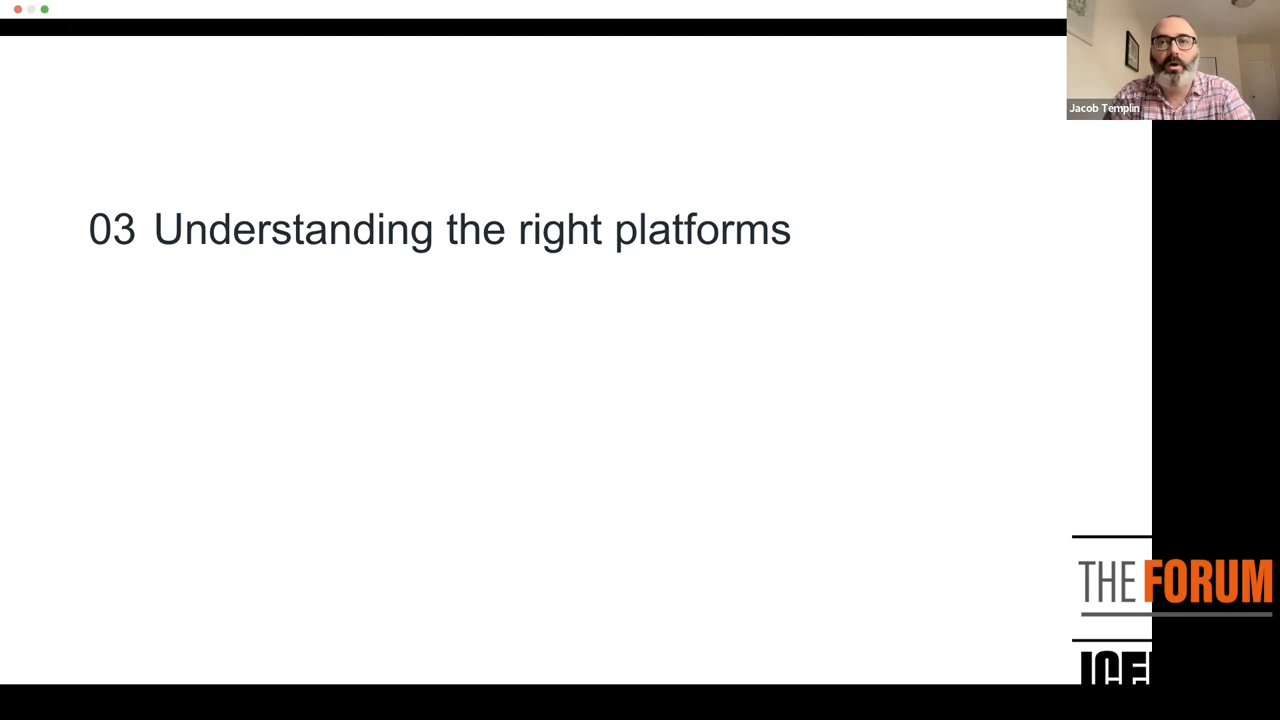 Jacob Templin
03 Understanding the right platforms
THE FORUM